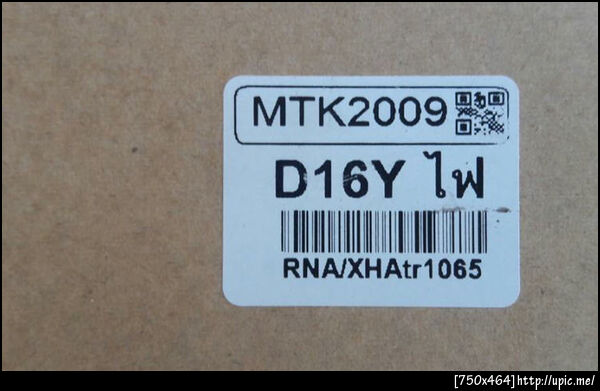 MTK2009
D16Y ไฟ
RNA/XHAtr1065
[750x464]http://upic.me/